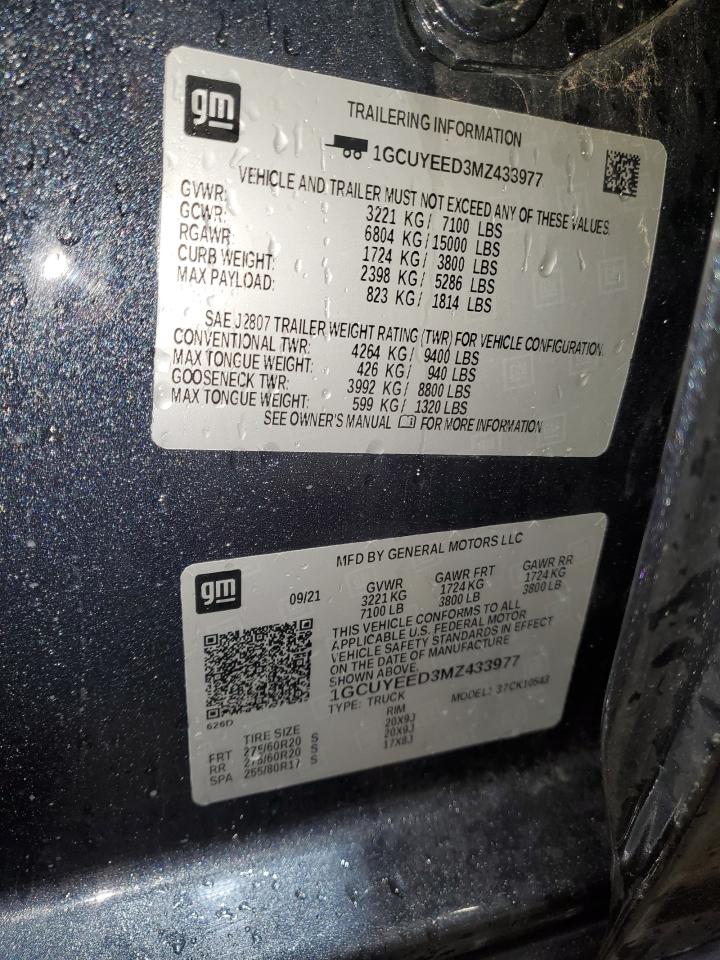 gm
TRAILERING INFORMATION
1GCUYEED3MZ433977
VEHICLE AND TRAILER MUST NOT EXCEED ANY OF THESE VALUES.
GVWR: 3221 KG/ 7100 LBS
GCWR: 6804 KG/15000 LBS
RGAWR: 1724 KG/ 3800 LBS
CURB WEIGHT: 2398 KG/ 5286 LBS
MAX PAYLOAD: 823 KG/ 1814 LBS
SAE J2807 TRAILER WEIGHT RATING (TWR) FOR VEHICLE CONFIGURATION.
CONVENTIONAL TWR: 4264 KG/ 9400 LBS
MAX TONGUE WEIGHT: 426 KG/ 940 LBS
GOOSENECK TWR: 3992 KG/ 8800 LBS
MAX TONGUE WEIGHT: 599 KG/ 1320 LBS
SEE OWNER'S MANUAL FOR MORE INFORMATION
gm
MFD BY GENERAL MOTORS LLC
09/21 GVWR GAWR FRT GAWR RR
3221 KG 1724 KG 1724 KG
7100 LB 3800 LB 3800 LB
THIS VEHICLE CONFORMS TO ALL
APPLICABLE U.S. FEDERAL MOTOR
VEHICLE SAFETY STANDARDS IN EFFECT
ON THE DATE OF MANUFACTURE
SHOWN ABOVE.
1GCUYEED3MZ433977
626D TYPE: TRUCK MODEL: 37CK10543
TIRE SIZE RIM
FRT 275/60R20 S 20X9J
RR 275/60R20 S 20X9J
SPA 255/80R17 S 17X8J